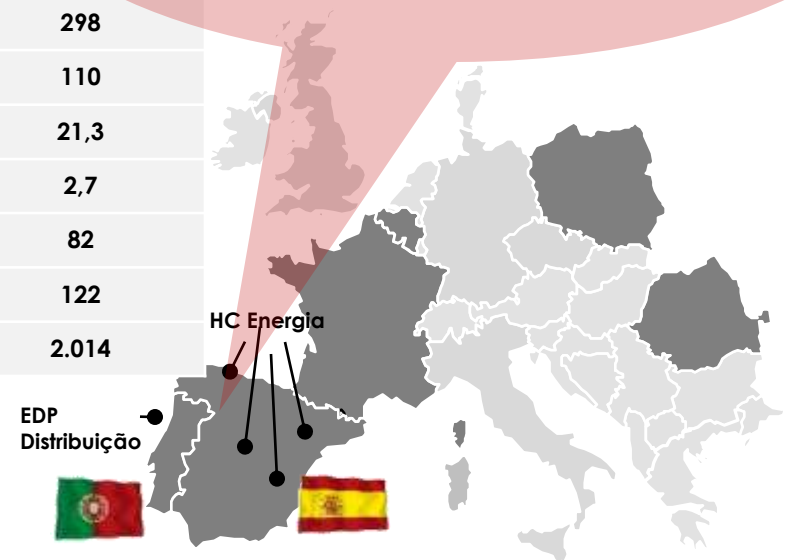 298
110
21,3
2,7
82
122
2.014
HC Energia
EDP
Distribuição